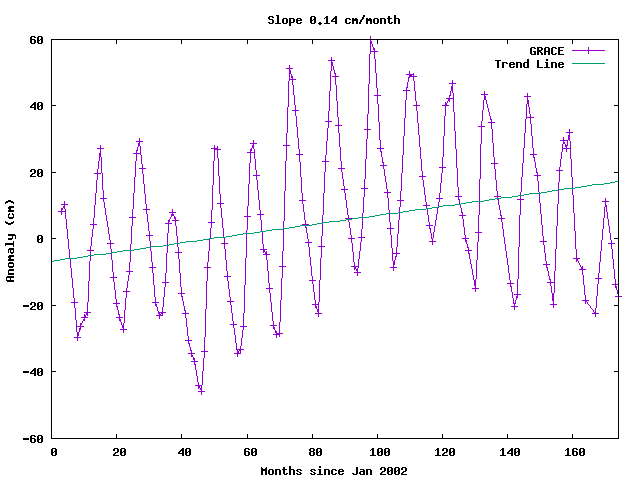 Slope 0.14 cm/month
GRACE
Trend Line
Anomaly (cm)
60
40
20
0
-20
-40
-60
0 20 40 60 80 100 120 140 160
Months since Jan 2002